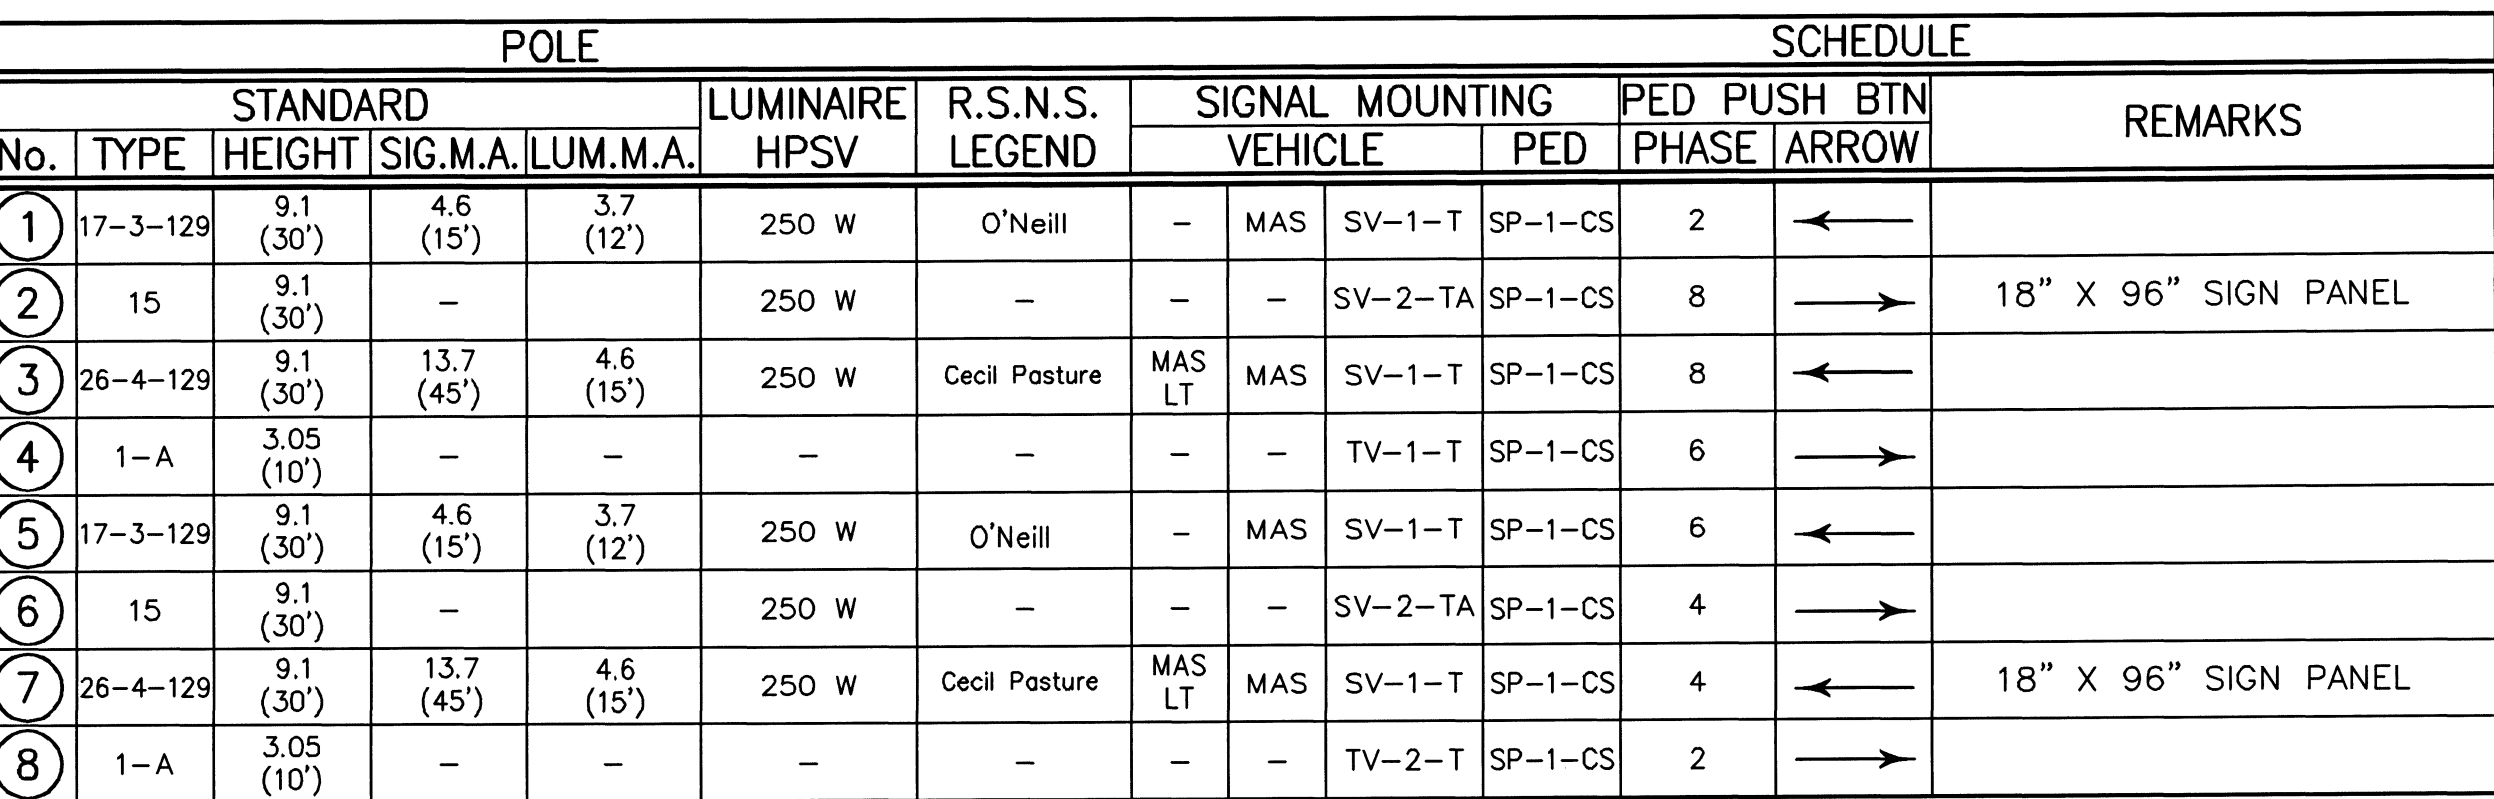 POLE SCHEDULE
STANDARD LUMINAIRE HPSV R.S.N.S. LEGEND SIGNAL MOUNTING PED PUSH BTN REMARKS
No. TYPE HEIGHT SIG.M.A. LUM.M.A. VEHICLE PED PHASE ARROW
1 17-3-129 9.1 (30') 4.6 (15') 3.7 (12') 250 W O'Neill - MAS SV-1-T SP-1-CS 2 ←
2 15 9.1 (30') - 250 W - - - SV-2-TA SP-1-CS 8 → 18" X 96" SIGN PANEL
3 26-4-129 9.1 (30') 13.7 (45') 4.6 (15') 250 W Cecil Pasture MAS LT MAS SV-1-T SP-1-CS 8 ←
4 1-A 3.05 (10') - - - - - - TV-1-T SP-1-CS 6 →
5 17-3-129 9.1 (30') 4.6 (15') 3.7 (12') 250 W O'Neill - MAS SV-1-T SP-1-CS 6 ←
6 15 9.1 (30') - 250 W - - - SV-2-TA SP-1-CS 4 →
7 26-4-129 9.1 (30') 13.7 (45') 4.6 (15') 250 W Cecil Pasture MAS LT MAS SV-1-T SP-1-CS 4 ← 18" X 96" SIGN PANEL
8 1-A 3.05 (10') - - - - - - TV-2-T SP-1-CS 2 →